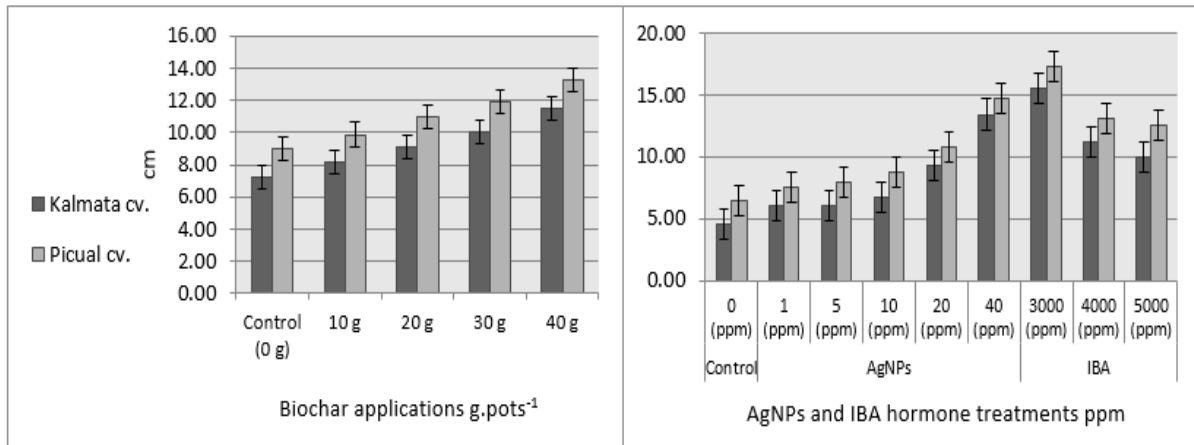 16.00
14.00
12.00
10.00
8.00
6.00
4.00
2.00
0.00
cm
Kalmata cv.
Picual cv.
Control (0 g) 10 g 20 g 30 g 40 g
Biochar applications g.pots⁻¹
20.00
15.00
10.00
5.00
0.00
0 1 5 10 20 40 3000 4000 5000
(ppm) (ppm) (ppm) (ppm) (ppm) (ppm) (ppm) (ppm) (ppm)
Control AgNPs IBA
AgNPs and IBA hormone treatments ppm